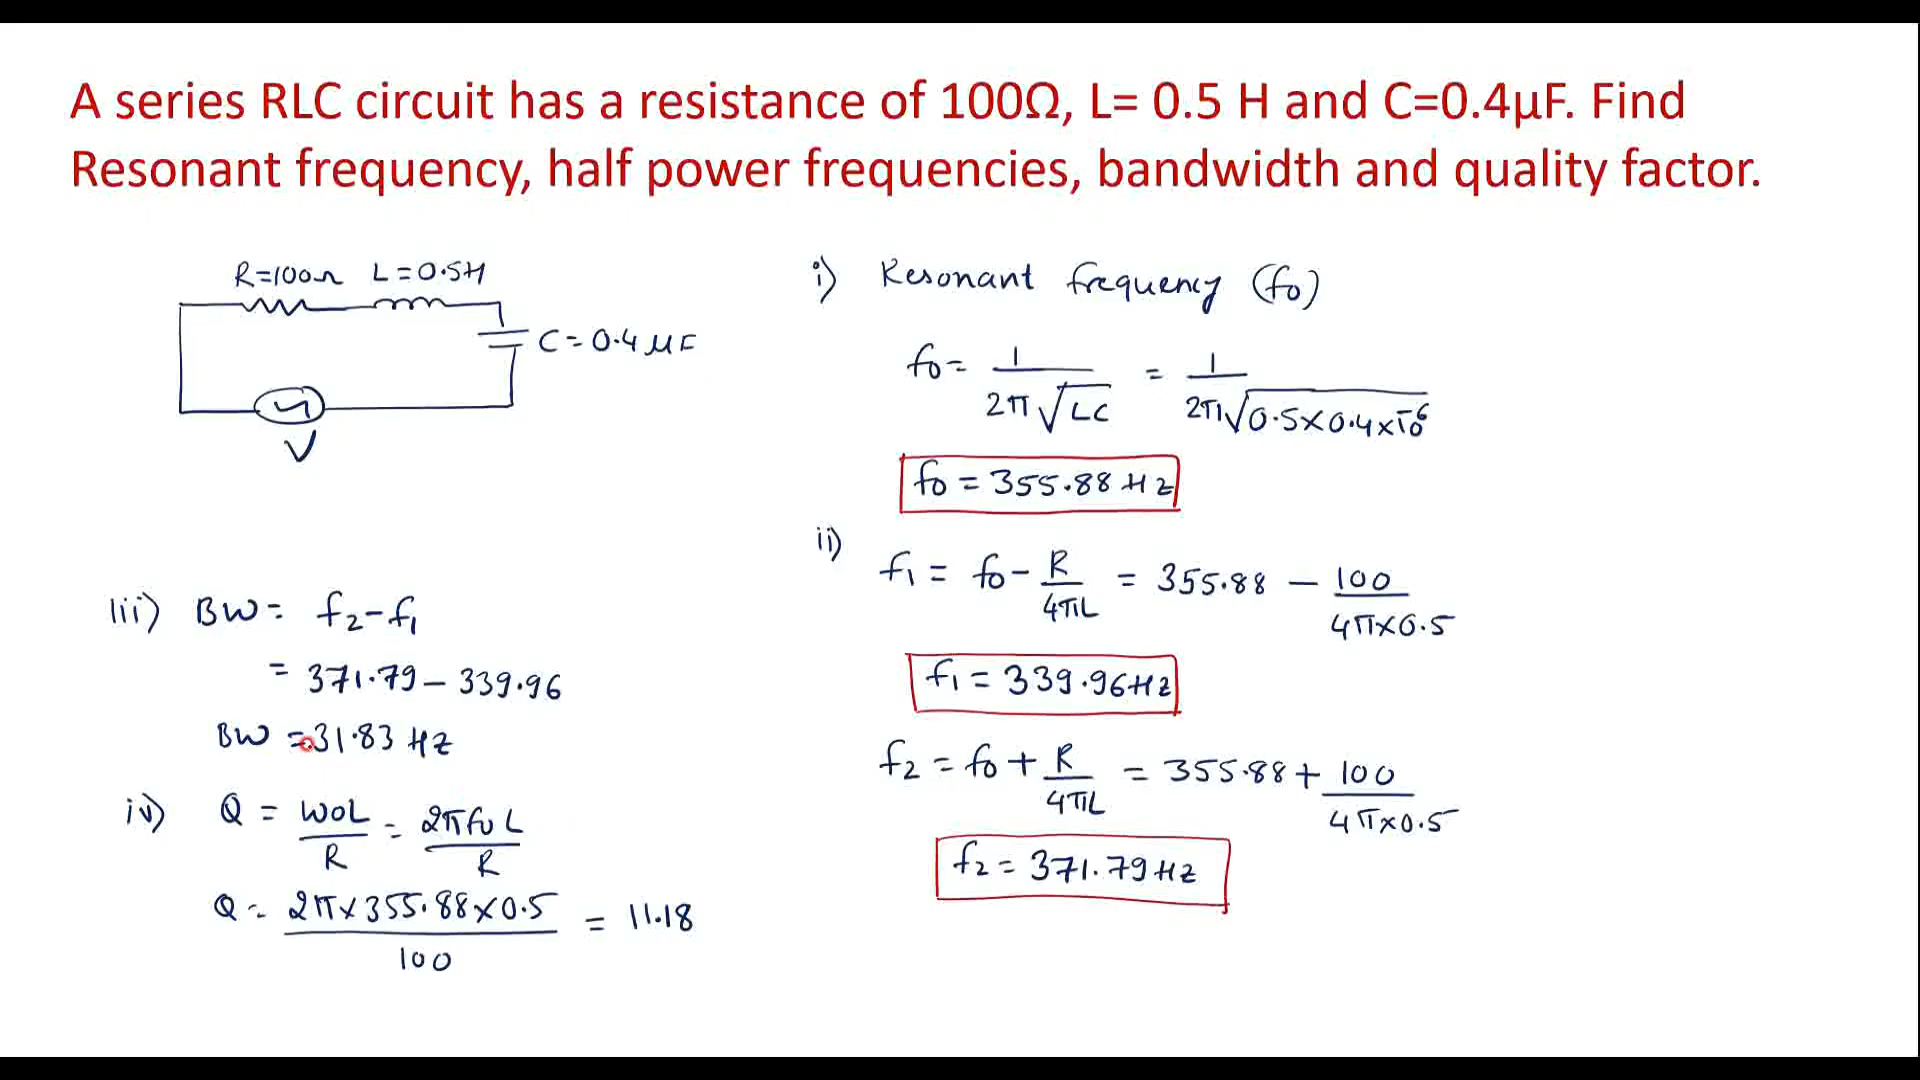 A series RLC circuit has a resistance of 100Ω, L= 0.5 H and C=0.4µF. Find
Resonant frequency, half power frequencies, bandwidth and quality factor.
R=100Ω L=0.5H
C=0.4µF
V
i) Resonant frequency (f0)
f0 = 1/2π√LC = 1/2π√0.5×0.4×10^-6
f0 = 355.88 Hz
ii)
f1 = f0 - R/4πL = 355.88 - 100/4π×0.5
f1 = 339.96Hz
f2 = f0 + R/4πL = 355.88 + 100/4π×0.5
f2 = 371.79Hz
iii) BW = f2-f1
= 371.79 - 339.96
BW = 31.83 Hz
iv) Q = W0L/R = 2πf0L/R
Q = 2π×355.88×0.5/100 = 11.18